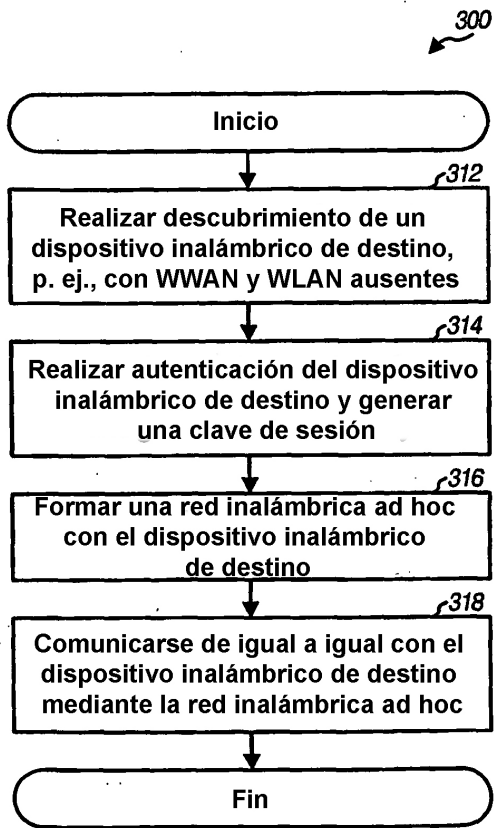 300
Inicio
312
Realizar descubrimiento de un
dispositivo inalámbrico de destino,
p. ej., con WWAN y WLAN ausentes
314
Realizar autenticación del dispositivo
inalámbrico de destino y generar
una clave de sesión
316
Formar una red inalámbrica ad hoc
con el dispositivo inalámbrico
de destino
318
Comunicarse de igual a igual con el
dispositivo inalámbrico de destino
mediante la red inalámbrica ad hoc
Fin